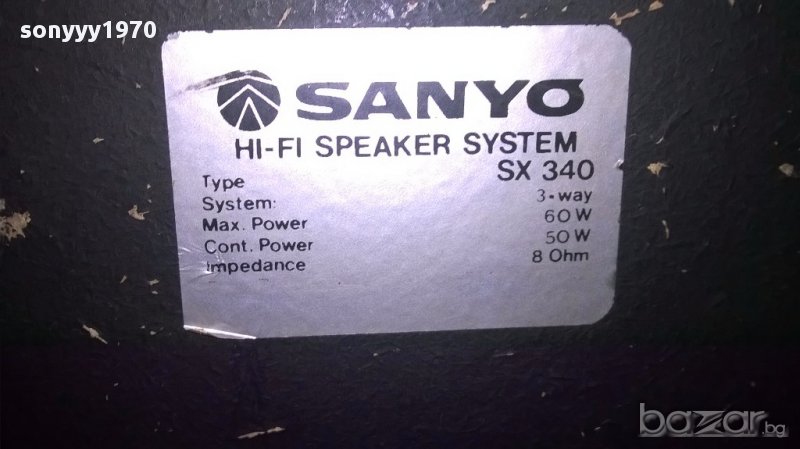 sonyyy1970
SANYO
HI-FI SPEAKER SYSTEM
Type SX 340
System: 3-way
Max. Power 60 W
Cont. Power 50 W
Impedance 8 Ohm
bazar.bg